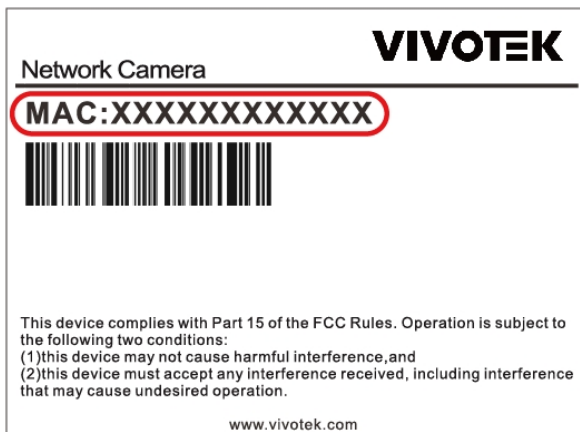 VIVOTEK
Network Camera
MAC:XXXXXXXXXXXX
This device complies with Part 15 of the FCC Rules. Operation is subject to
the following two conditions:
(1)this device may not cause harmful interference,and
(2)this device must accept any interference received, including interference
that may cause undesired operation.
www.vivotek.com